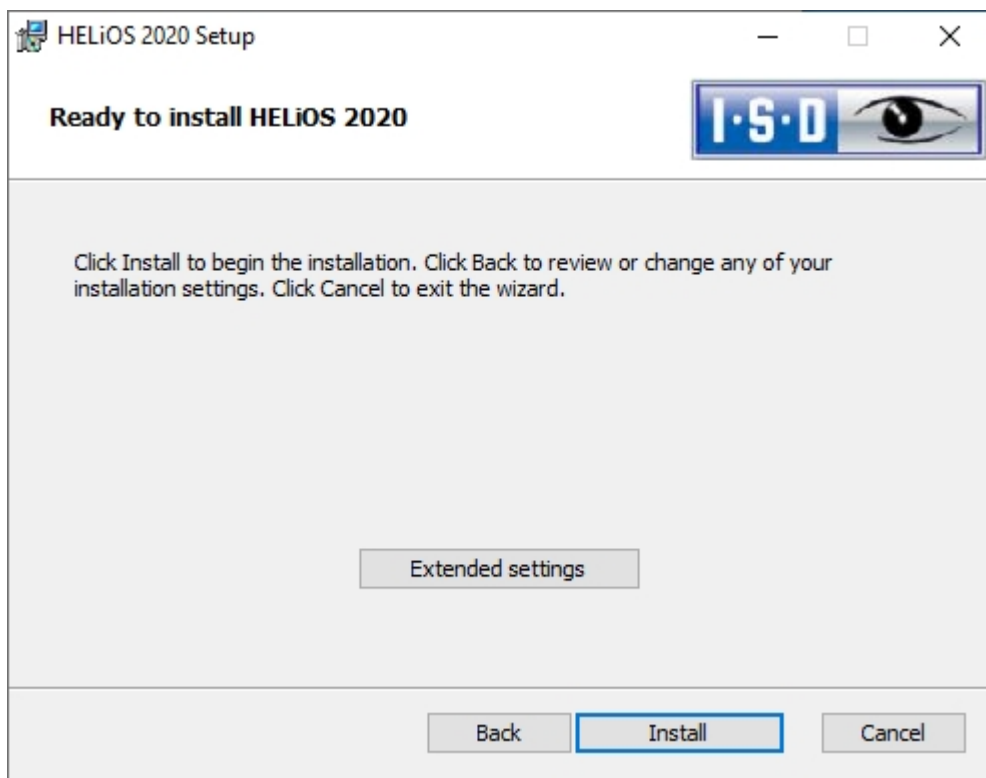 HELiOS 2020 Setup
Ready to install HELiOS 2020
I·S·D
Click Install to begin the installation. Click Back to review or change any of your
installation settings. Click Cancel to exit the wizard.
Extended settings
Back Install Cancel